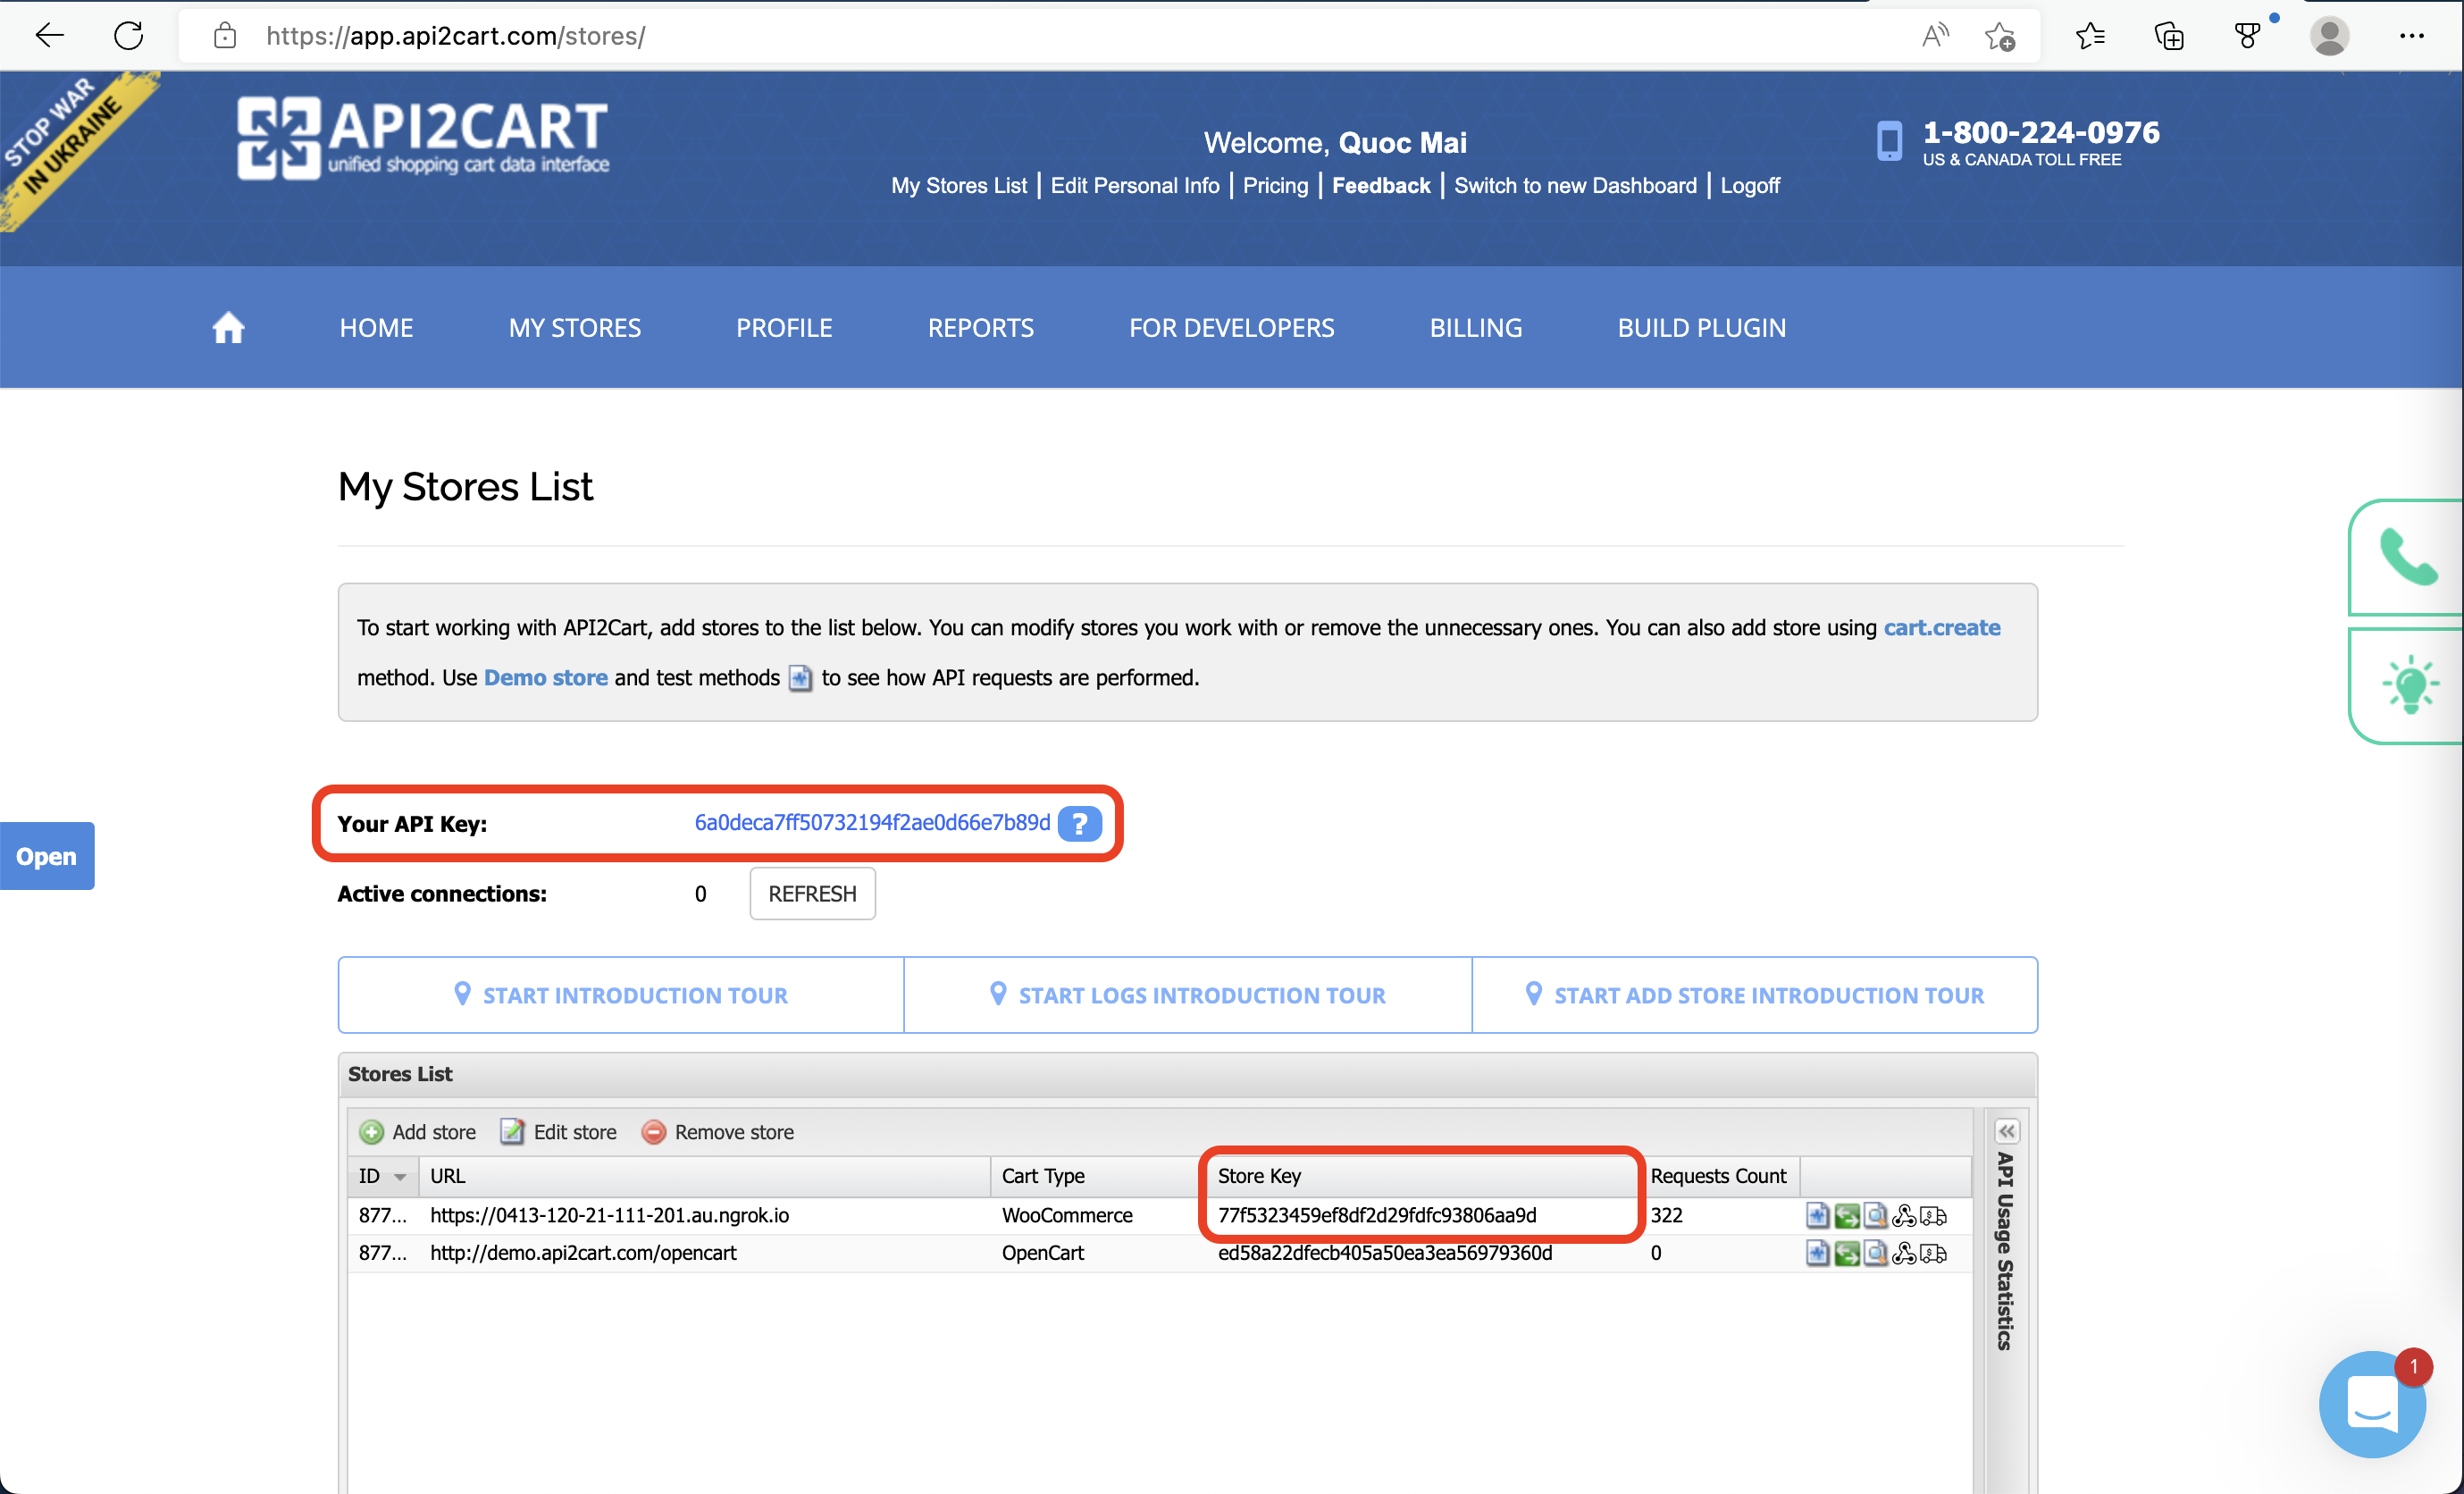 https://app.api2cart.com/stores/
STOP WAR
IN UKRAINE
API2CART
unified shopping cart data interface
Welcome, Quoc Mai
My Stores List | Edit Personal Info | Pricing | Feedback | Switch to new Dashboard | Logoff
1-800-224-0976
US & CANADA TOLL FREE
HOME MY STORES PROFILE REPORTS FOR DEVELOPERS BILLING BUILD PLUGIN
My Stores List
To start working with API2Cart, add stores to the list below. You can modify stores you work with or remove the unnecessary ones. You can also add store using cart.create
method. Use Demo store and test methods to see how API requests are performed.
Your API Key: 6a0deca7ff50732194f2ae0d66e7b89d ?
Open
Active connections: 0 REFRESH
START INTRODUCTION TOUR START LOGS INTRODUCTION TOUR START ADD STORE INTRODUCTION TOUR
Stores List
Add store Edit store Remove store
ID URL Cart Type Store Key Requests Count
877... https://0413-120-21-111-201.au.ngrok.io WooCommerce 77f5323459ef8df2d29fdfc93806aa9d 322
877... http://demo.api2cart.com/opencart OpenCart ed58a22dfecb405a50ea3ea56979360d 0
API Usage Statistics
1